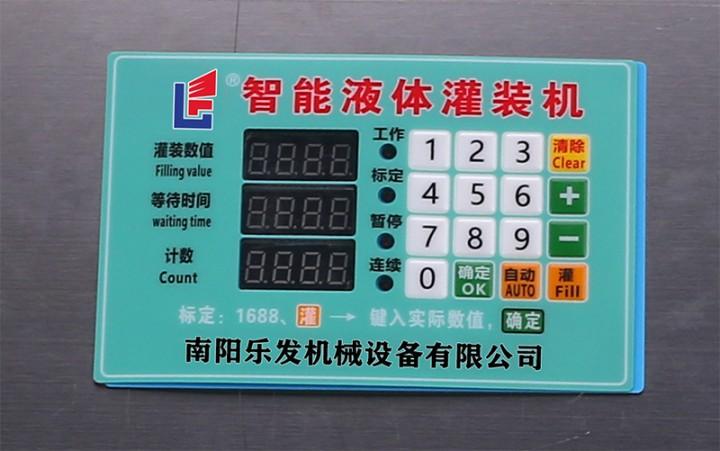 ® 智能液体灌装机
灌装数值
Filling value
等待时间
waiting time
计数
Count
工作
标定
暂停
连续
1 2 3 清除 Clear
4 5 6 +
7 8 9 −
0 确定 OK 自动 AUTO 灌 Fill
标定：1688、灌 → 键入实际数值，确定
南阳乐发机械设备有限公司